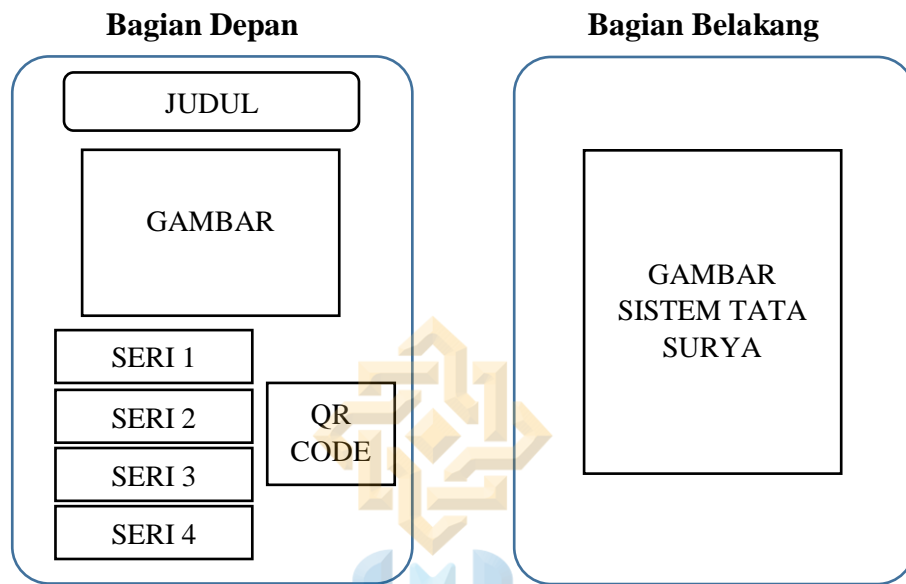 Bagian Depan
Bagian Belakang
JUDUL
GAMBAR
SERI 1
SERI 2
SERI 3
SERI 4
QR
CODE
GAMBAR
SISTEM TATA
SURYA